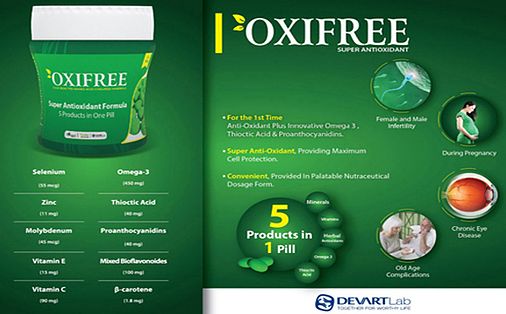 OXIFREE
Super Antioxidant Formula
5 Products in One Pill
Selenium
(55 mcg)
Omega-3
(450 mg)
Zinc
(11 mg)
Thioctic Acid
(40 mg)
Molybdenum
(45 mcg)
Proanthocyanidins
(40 mg)
Vitamin E
(15 mg)
Mixed Bioflavonoides
(100 mg)
Vitamin C
(90 mg)
β-carotene
(1.8 mg)
OXIFREE
SUPER ANTIOXIDANT
• For the 1st Time
Anti-Oxidant Plus Innovative Omega 3 ,
Thioctic Acid & Proanthocyanidins.
• Super Anti-Oxidant, Providing Maximum
Cell Protection.
• Convenient, Provided In Palatable Nutraceutical
Dosage Form.
Female and Male
Infertility
During Pregnancy
Chronic Eye
Disease
Old Age
Complications
5
Products in
1 Pill
Minerals
Vitamins
Herbal
Antioxidants
Omega 3
Thioctic
DEVARTLab
TOGETHER FOR WORTHY LIFE